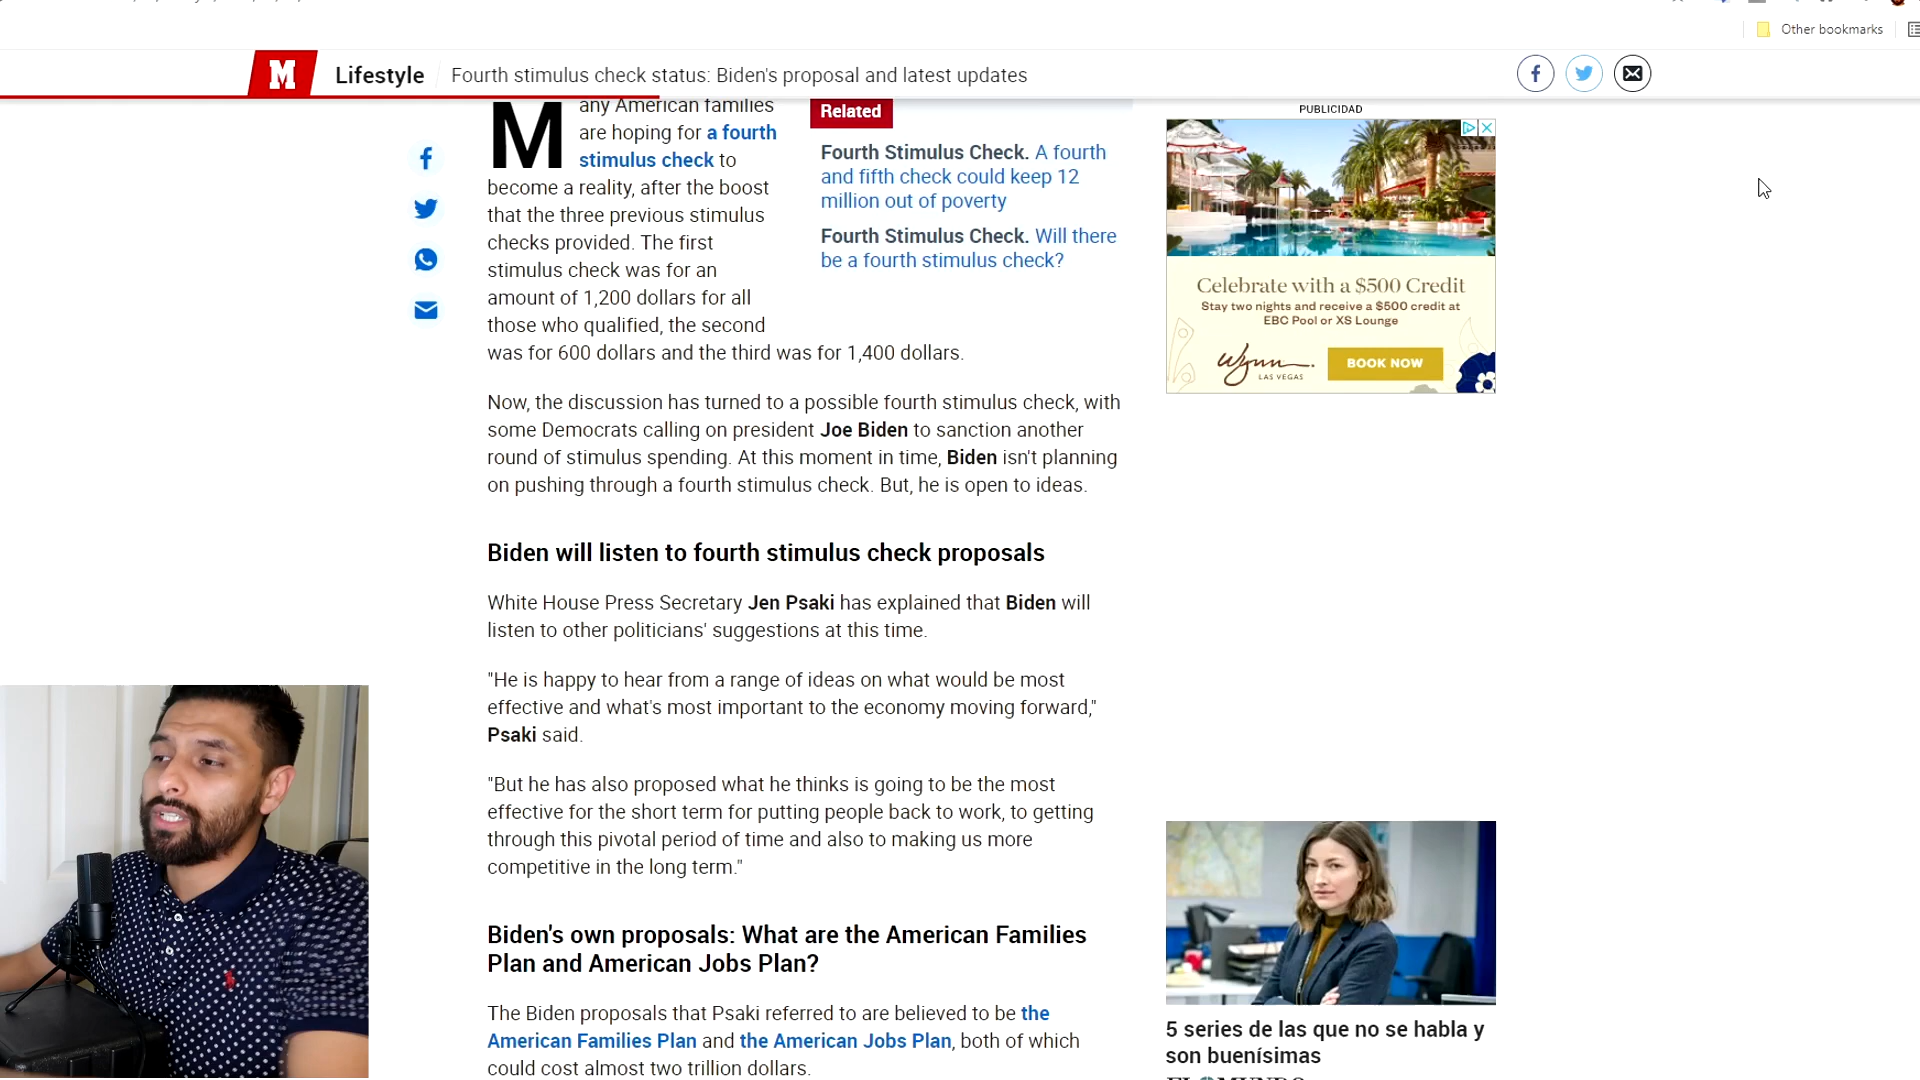 Other bookmarks
M
Lifestyle
Fourth stimulus check status: Biden's proposal and latest updates
Many American families
are hoping for a fourth
stimulus check to
become a reality, after the boost
that the three previous stimulus
checks provided. The first
stimulus check was for an
amount of 1,200 dollars for all
those who qualified, the second
was for 600 dollars and the third was for 1,400 dollars.
Related
Fourth Stimulus Check. A fourth
and fifth check could keep 12
million out of poverty
Fourth Stimulus Check. Will there
be a fourth stimulus check?
Now, the discussion has turned to a possible fourth stimulus check, with
some Democrats calling on president Joe Biden to sanction another
round of stimulus spending. At this moment in time, Biden isn't planning
on pushing through a fourth stimulus check. But, he is open to ideas.
Biden will listen to fourth stimulus check proposals
White House Press Secretary Jen Psaki has explained that Biden will
listen to other politicians' suggestions at this time.
"He is happy to hear from a range of ideas on what would be most
effective and what's most important to the economy moving forward,"
Psaki said.
"But he has also proposed what he thinks is going to be the most
effective for the short term for putting people back to work, to getting
through this pivotal period of time and also to making us more
competitive in the long term."
Biden's own proposals: What are the American Families
Plan and American Jobs Plan?
The Biden proposals that Psaki referred to are believed to be the
American Families Plan and the American Jobs Plan, both of which
could cost almost two trillion dollars.
PUBLICIDAD
Celebrate with a $500 Credit
Stay two nights and receive a $500 credit at
EBC Pool or XS Lounge
Wynn
LAS VEGAS
BOOK NOW
5 series de las que no se habla y
son buenísimas
EL MUNDO